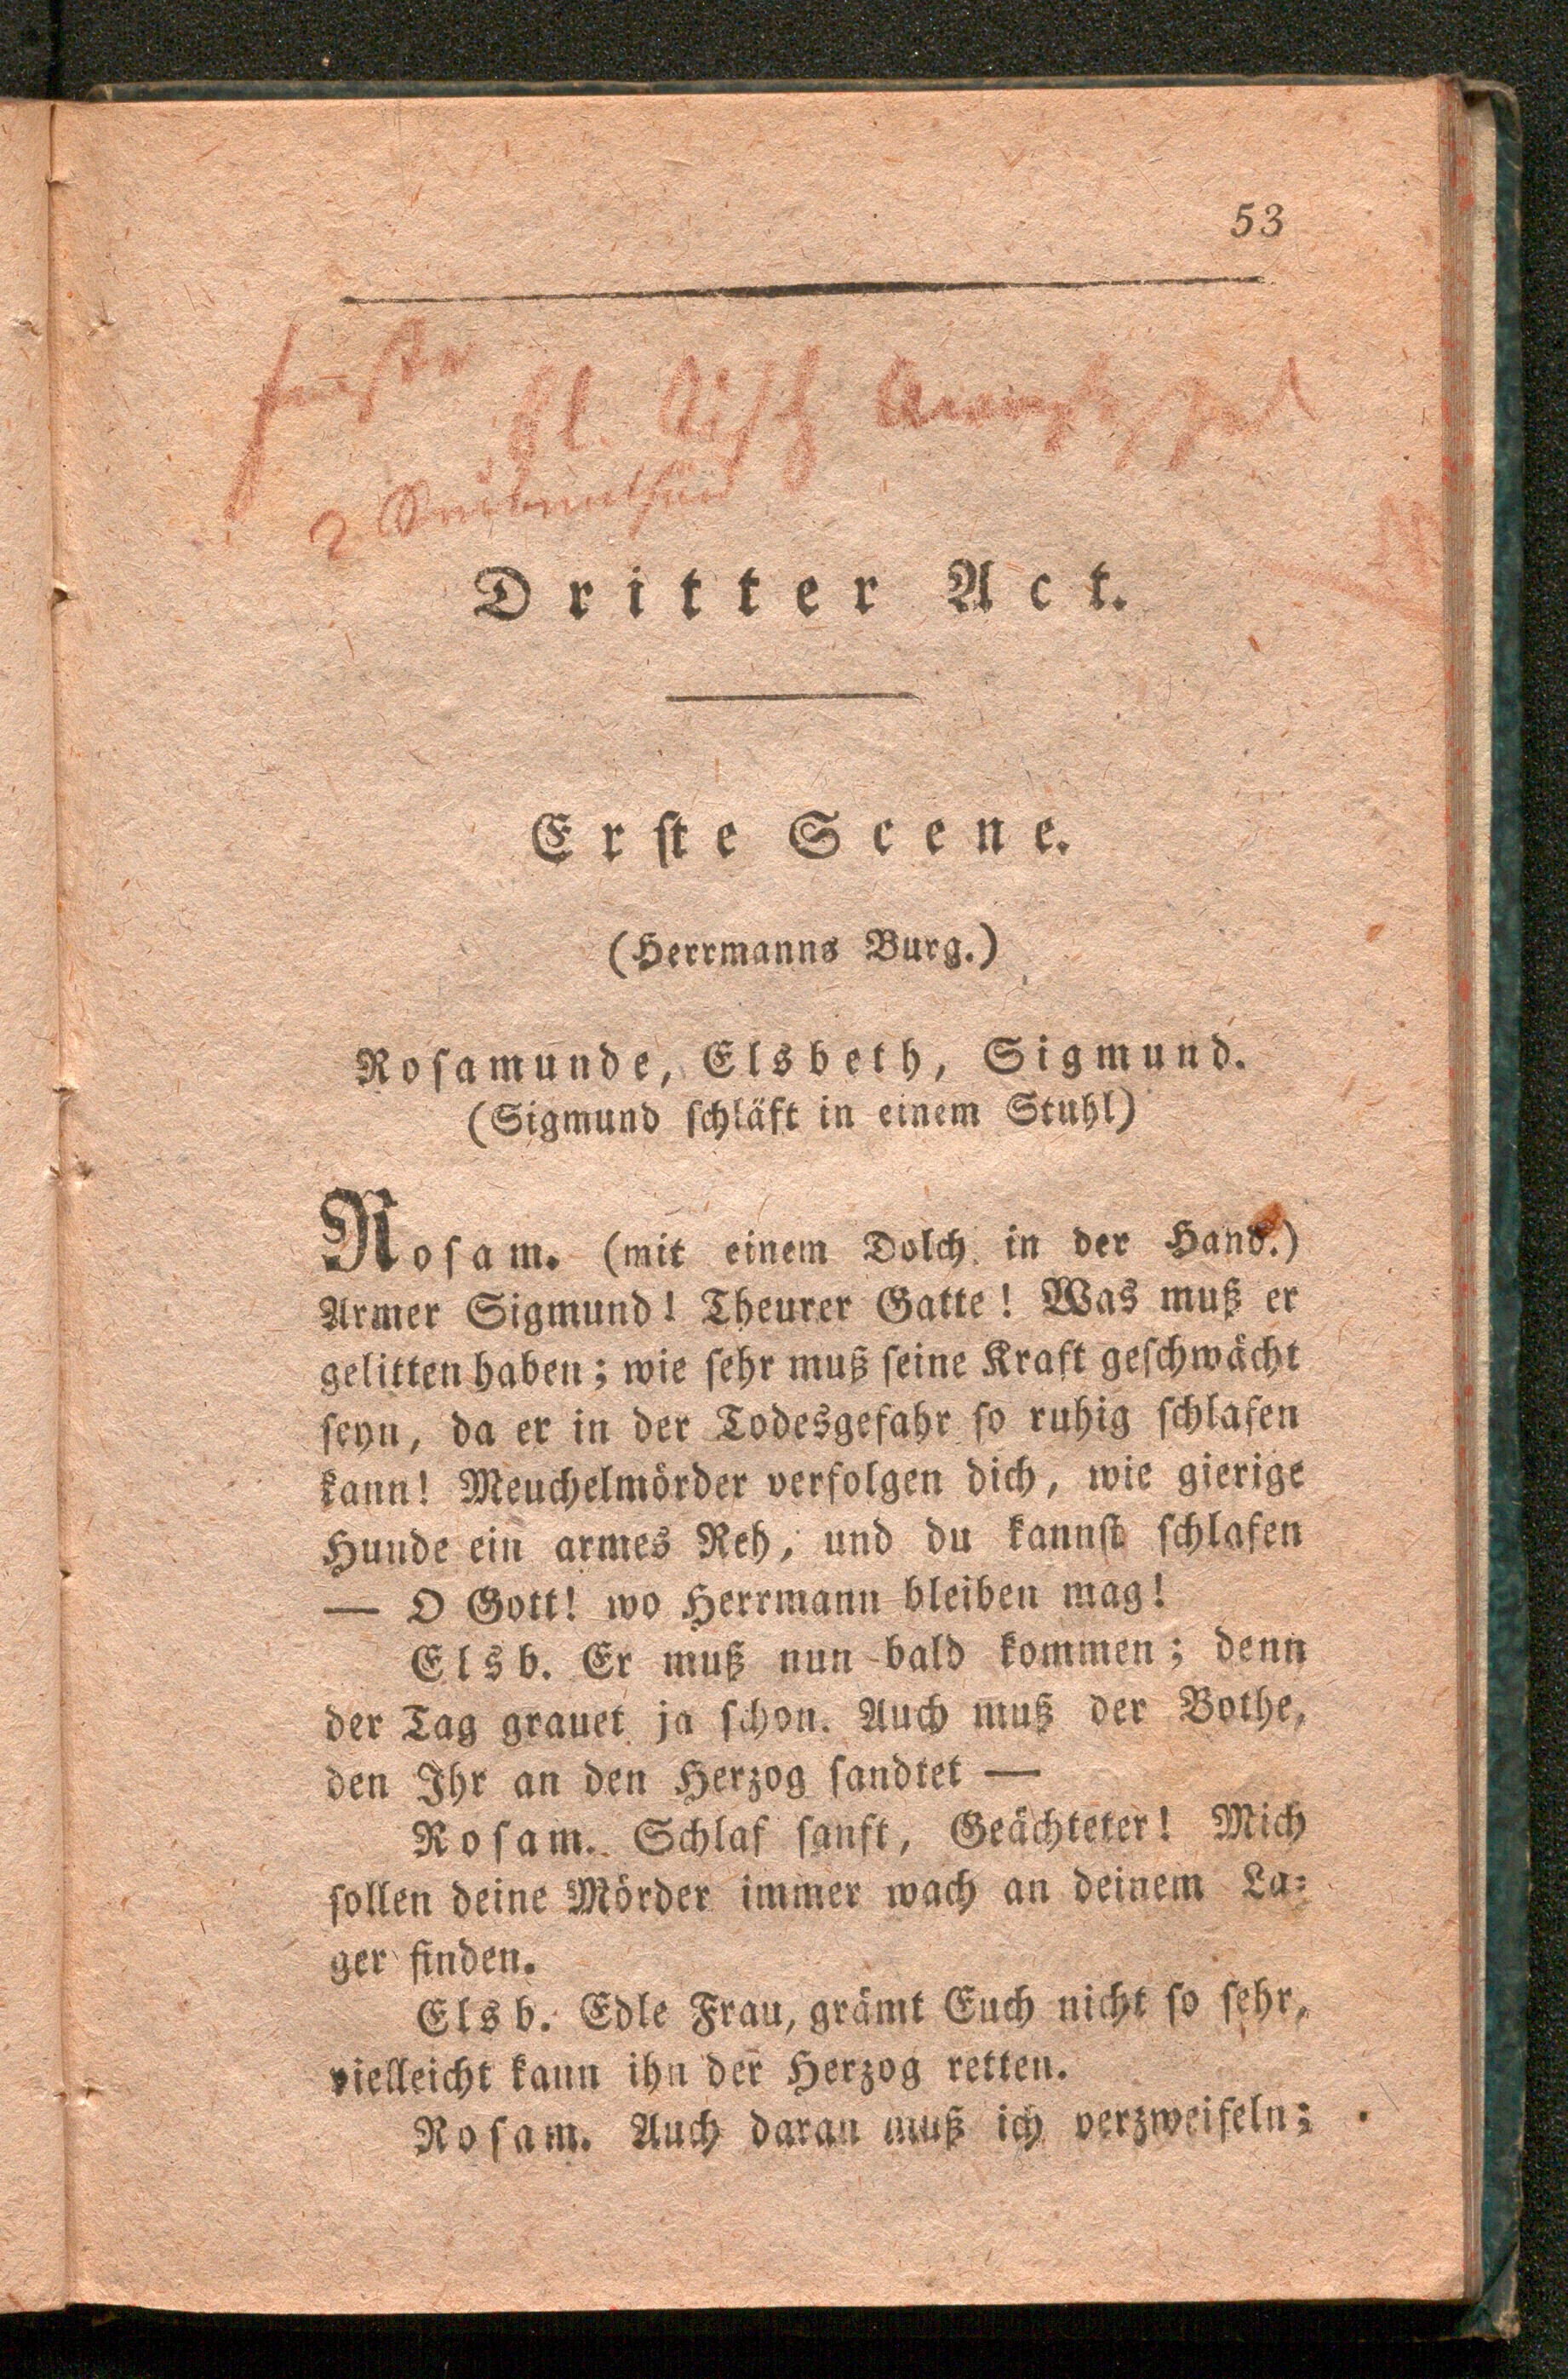 53
Dritter Act.
Erste Scene.
(Herrmanns Burg.)
Rosamunde, Elsbeth, Sigmund.
(Sigmund schläft in einem Stuhl)
Rosam. (mit einem Dolch in der Hand.)
Armer Sigmund! Theurer Gatte! Was muß er
gelitten haben; wie sehr muß seine Kraft geschwächt
seyn, da er in der Todesgefahr so ruhig schlafen
kann! Meuchelmörder verfolgen dich, wie gierige
Hunde ein armes Reh, und du kannst schlafen
— O Gott! wo Herrmann bleiben mag!
Elsb. Er muß nun bald kommen; denn
der Tag grauet ja schon. Auch muß der Bothe,
den Ihr an den Herzog sandtet —
Rosam. Schlaf sanft, Geächteter! Mich
sollen deine Mörder immer wach an deinem La-
ger finden.
Elsb. Edle Frau, grämt Euch nicht so sehr,
vielleicht kann ihn der Herzog retten.
Rosam. Auch daran muß ich verzweifeln;